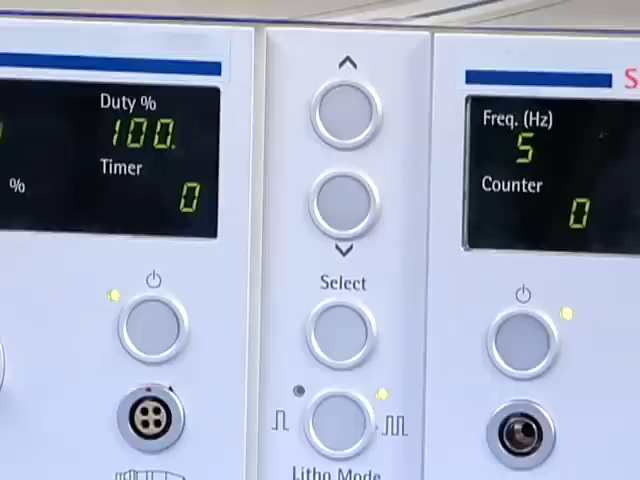 Duty %
100.
Timer
0
%
Select
Litho Mode
S
Freq. (Hz)
5
Counter
0